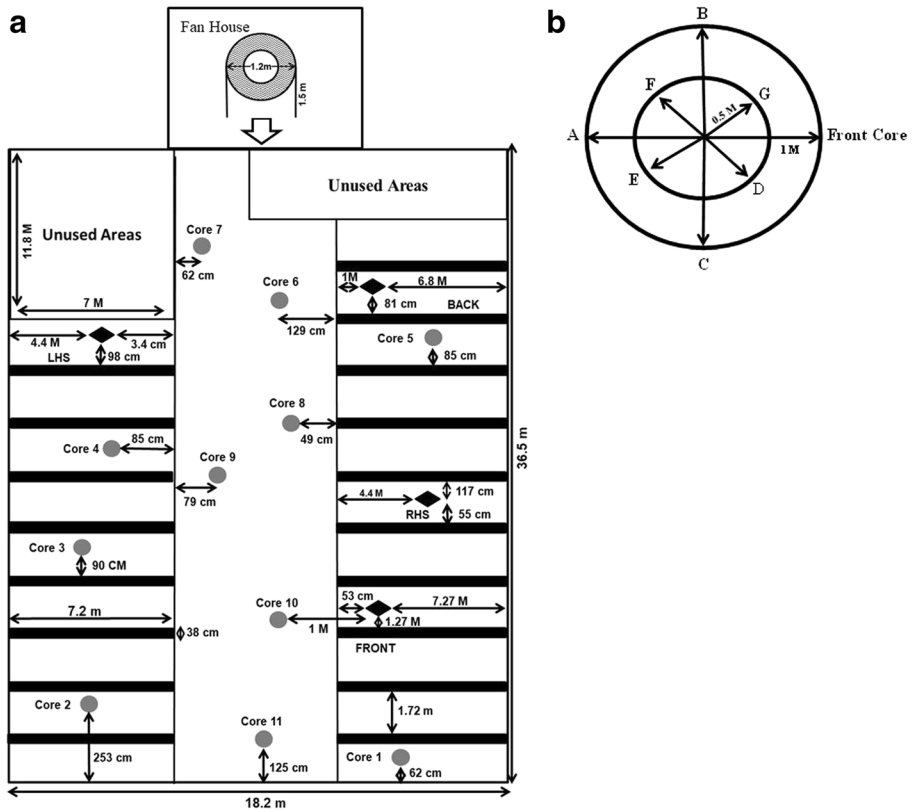 a
Fan House
1.2m
1.5 m
Unused Areas
Unused Areas
11.8 M
7 M
Core 7
62 cm
Core 6
129 cm
1M
6.8 M
81 cm
BACK
4.4 M
3.4 cm
LHS
98 cm
Core 5
85 cm
Core 8
49 cm
Core 4
85 cm
Core 9
79 cm
36.5 m
4.4 M
117 cm
RHS
55 cm
Core 3
90 CM
7.2 m
38 cm
Core 10
1 M
53 cm
7.27 M
1.27 M
FRONT
Core 2
253 cm
1.72 m
Core 11
125 cm
Core 1
62 cm
18.2 m
b
B
F
G
0.5 M
A
Front Core
1M
E
D
C